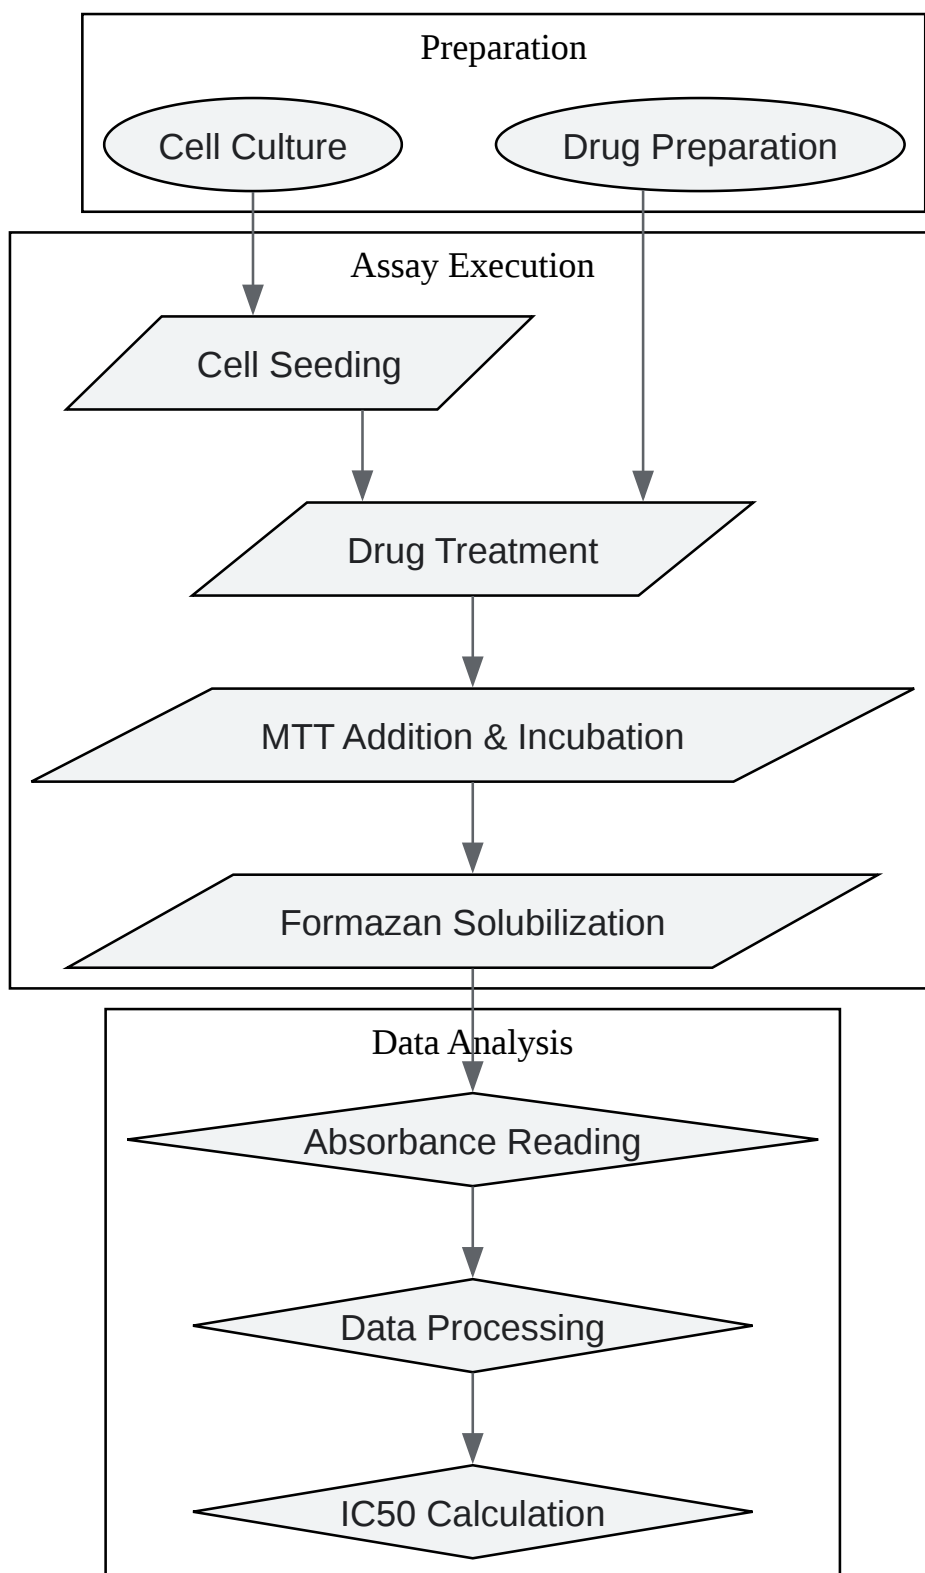 Preparation
Cell Culture
Drug Preparation
Assay Execution
Cell Seeding
Drug Treatment
MTT Addition & Incubation
Formazan Solubilization
Data Analysis
Absorbance Reading
Data Processing
IC50 Calculation